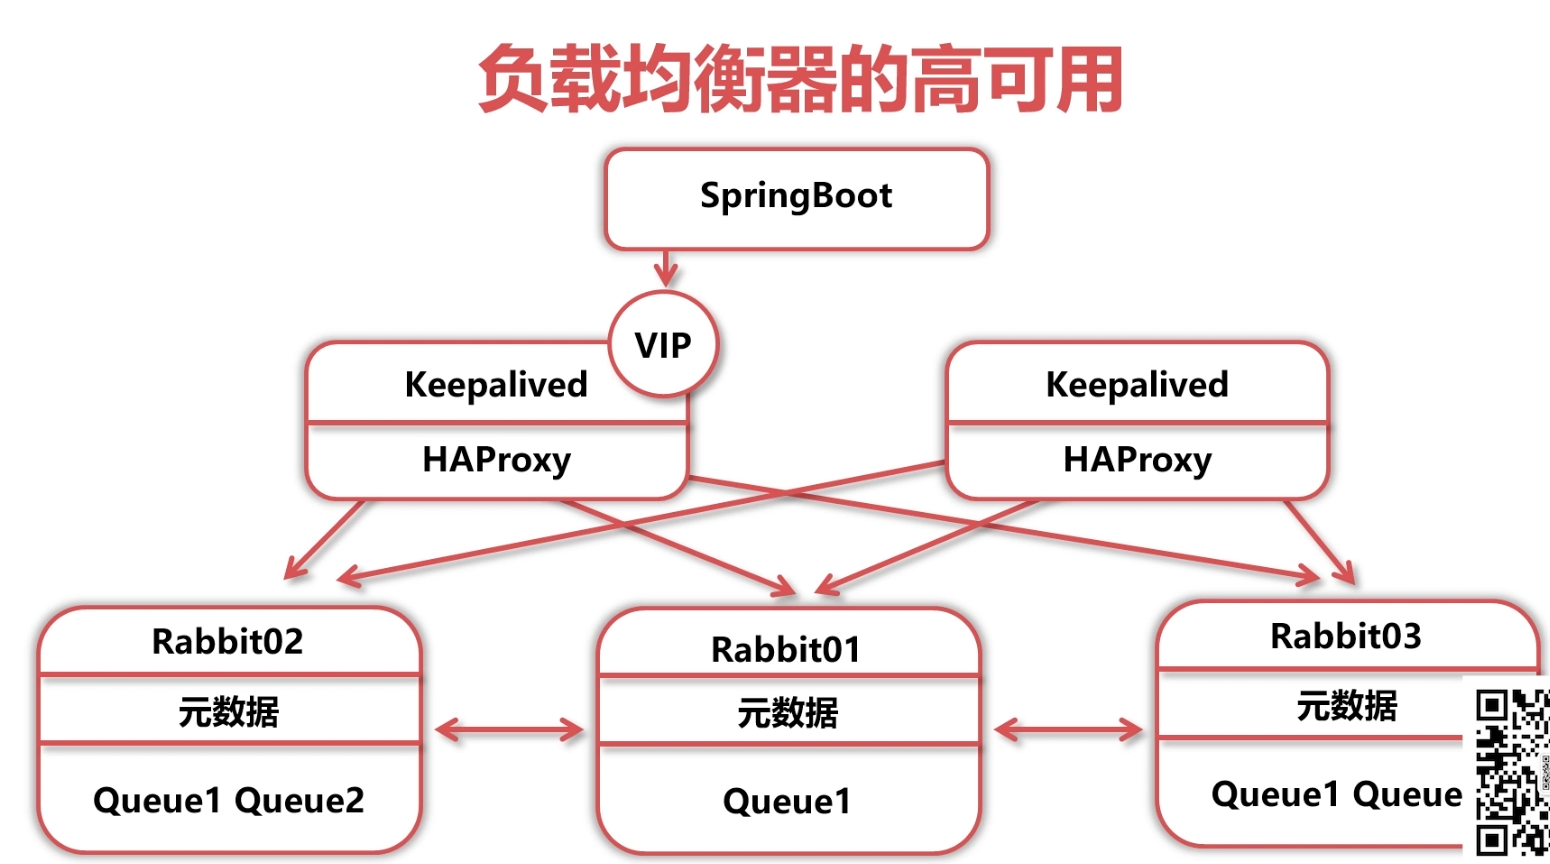 负载均衡器的高可用
SpringBoot
VIP
Keepalived
Keepalived
HAProxy
HAProxy
Rabbit02
Rabbit01
Rabbit03
元数据
元数据
元数据
Queue1 Queue2
Queue1
Queue1 Queue